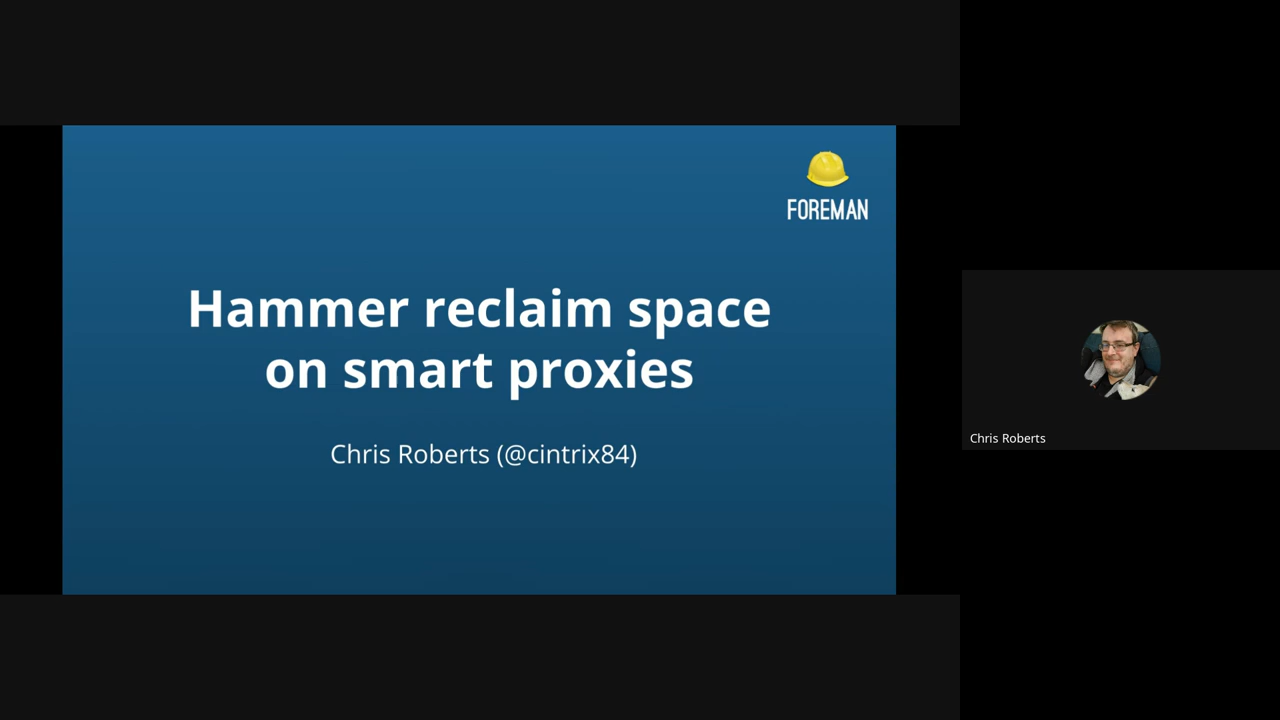 FOREMAN
Hammer reclaim space
on smart proxies
Chris Roberts (@cintrix84)
Chris Roberts